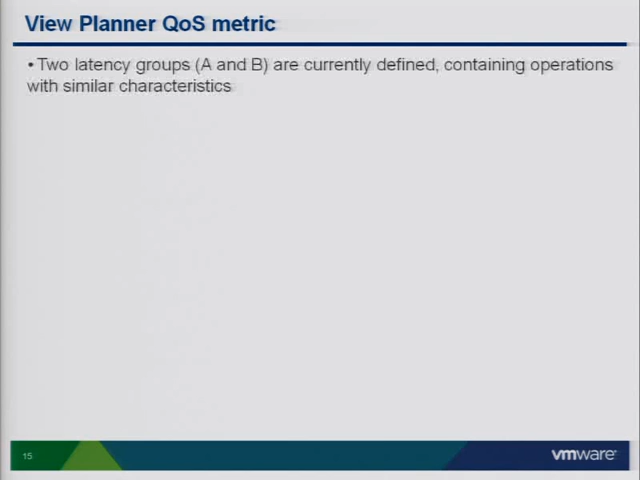 View Planner QoS metric
• Two latency groups (A and B) are currently defined, containing operations
with similar characteristics
15
vmware